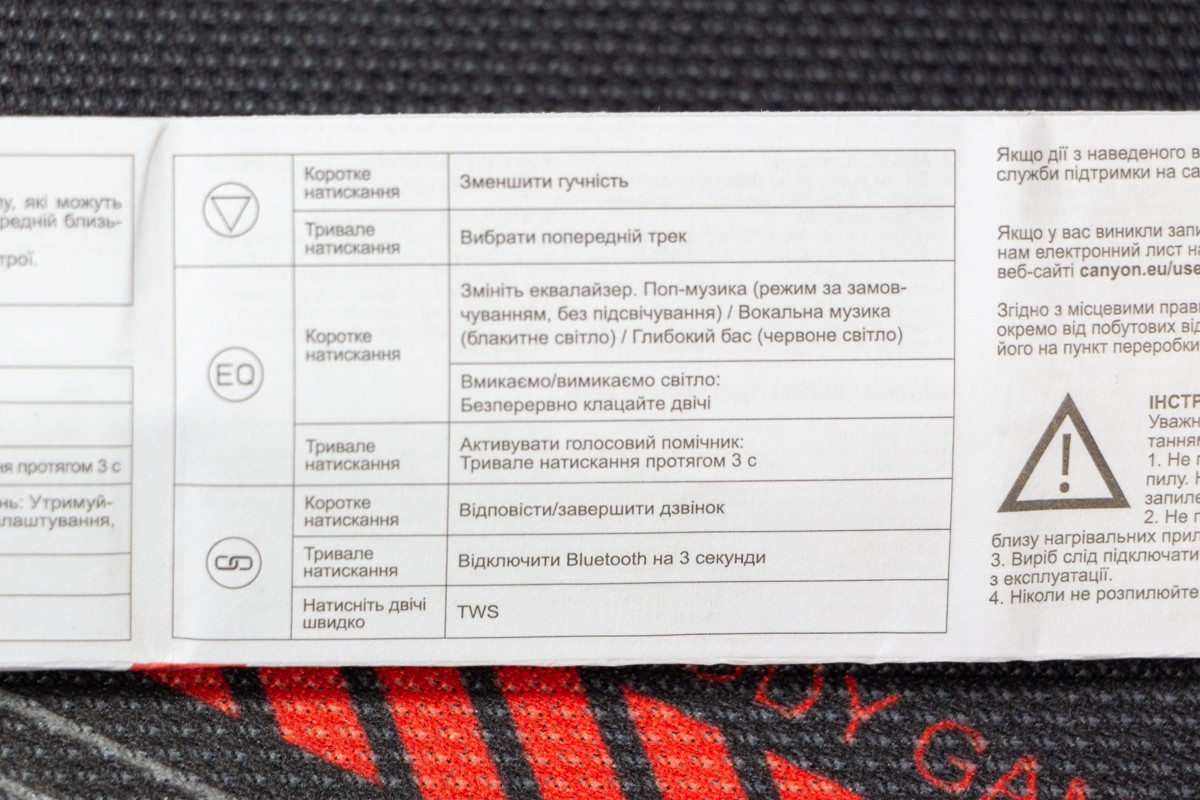 лу, які можуть
редній близь-
трої.
ня протягом 3 с
нь: Утримуй-
лаштування,
Коротке
натискання
Зменшити гучність
Тривале
натискання
Вибрати попередній трек
EQ
Коротке
натискання
Змініть еквалайзер. Поп-музика (режим за замов-
чуванням, без підсвічування) / Вокальна музика
(блакитне світло) / Глибокий бас (червоне світло)
Вмикаємо/вимикаємо світло:
Безперервно клацайте двічі
Тривале
натискання
Активувати голосовий помічник:
Тривале натискання протягом 3 с
Коротке
натискання
Відповісти/завершити дзвінок
Тривале
натискання
Відключити Bluetooth на 3 секунди
Натисніть двічі
швидко
TWS
Якщо дії з наведеного в
служби підтримки на са
Якщо у вас виникли запи
нам електронний лист на
веб-сайті canyon.eu/use
Згідно з місцевими прави
окремо від побутових від
його на пункт переробки
ІНСТР
Уважн
танням
1. Не п
пилу. Н
запиле
2. Не п
близу нагрівальних прил
3. Виріб слід підключати
з експлуатації.
4. Ніколи не розпилюйте
ODY GAM